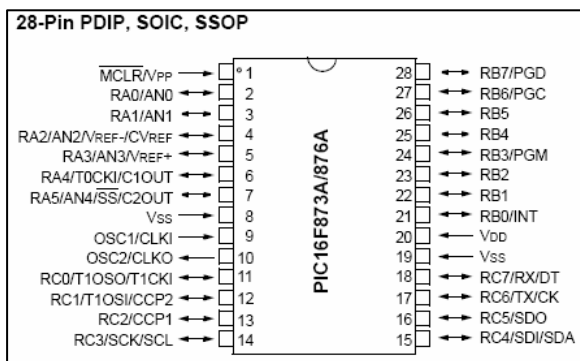 28-Pin PDIP, SOIC, SSOP
MCLR/VPP 1 28 RB7/PGD
RA0/AN0 2 27 RB6/PGC
RA1/AN1 3 26 RB5
RA2/AN2/VREF-/CVREF 4 25 RB4
RA3/AN3/VREF+ 5 24 RB3/PGM
RA4/T0CKI/C1OUT 6 23 RB2
RA5/AN4/SS/C2OUT 7 22 RB1
VSS 8 21 RB0/INT
OSC1/CLKI 9 20 VDD
OSC2/CLKO 10 19 VSS
RC0/T1OSO/T1CKI 11 18 RC7/RX/DT
RC1/T1OSI/CCP2 12 17 RC6/TX/CK
RC2/CCP1 13 16 RC5/SDO
RC3/SCK/SCL 14 15 RC4/SDI/SDA
PIC16F873A/876A